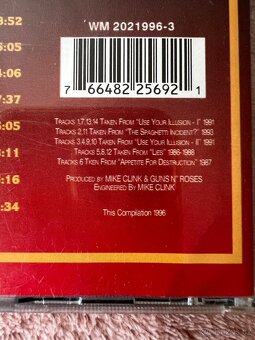 3:52
WM 2021996-3
5:05
4:06
7:37
5:05
3:11
:16
:34
7 66482 25692 1
TRACKS 1,7,13,14 TAKEN FROM "USE YOUR ILLUSION - I" 1991
TRACKS 2,11 TAKEN FROM "THE SPAGHETTI INCIDENT?" 1993
TRACKS 3,4,9,10 TAKEN FROM "USE YOUR ILLUSION - II" 1991
TRACKS 5,8,12 TAKEN FROM "LIES" 1986-1988
TRACKS 6 TKEN FROM "APPETITE FOR DESTRUCTION" 1987
PRODUCED BY MIKE CLINK & GUNS N" ROSES
ENGINEERED BY MIKE CLINK
This Compilation 1996